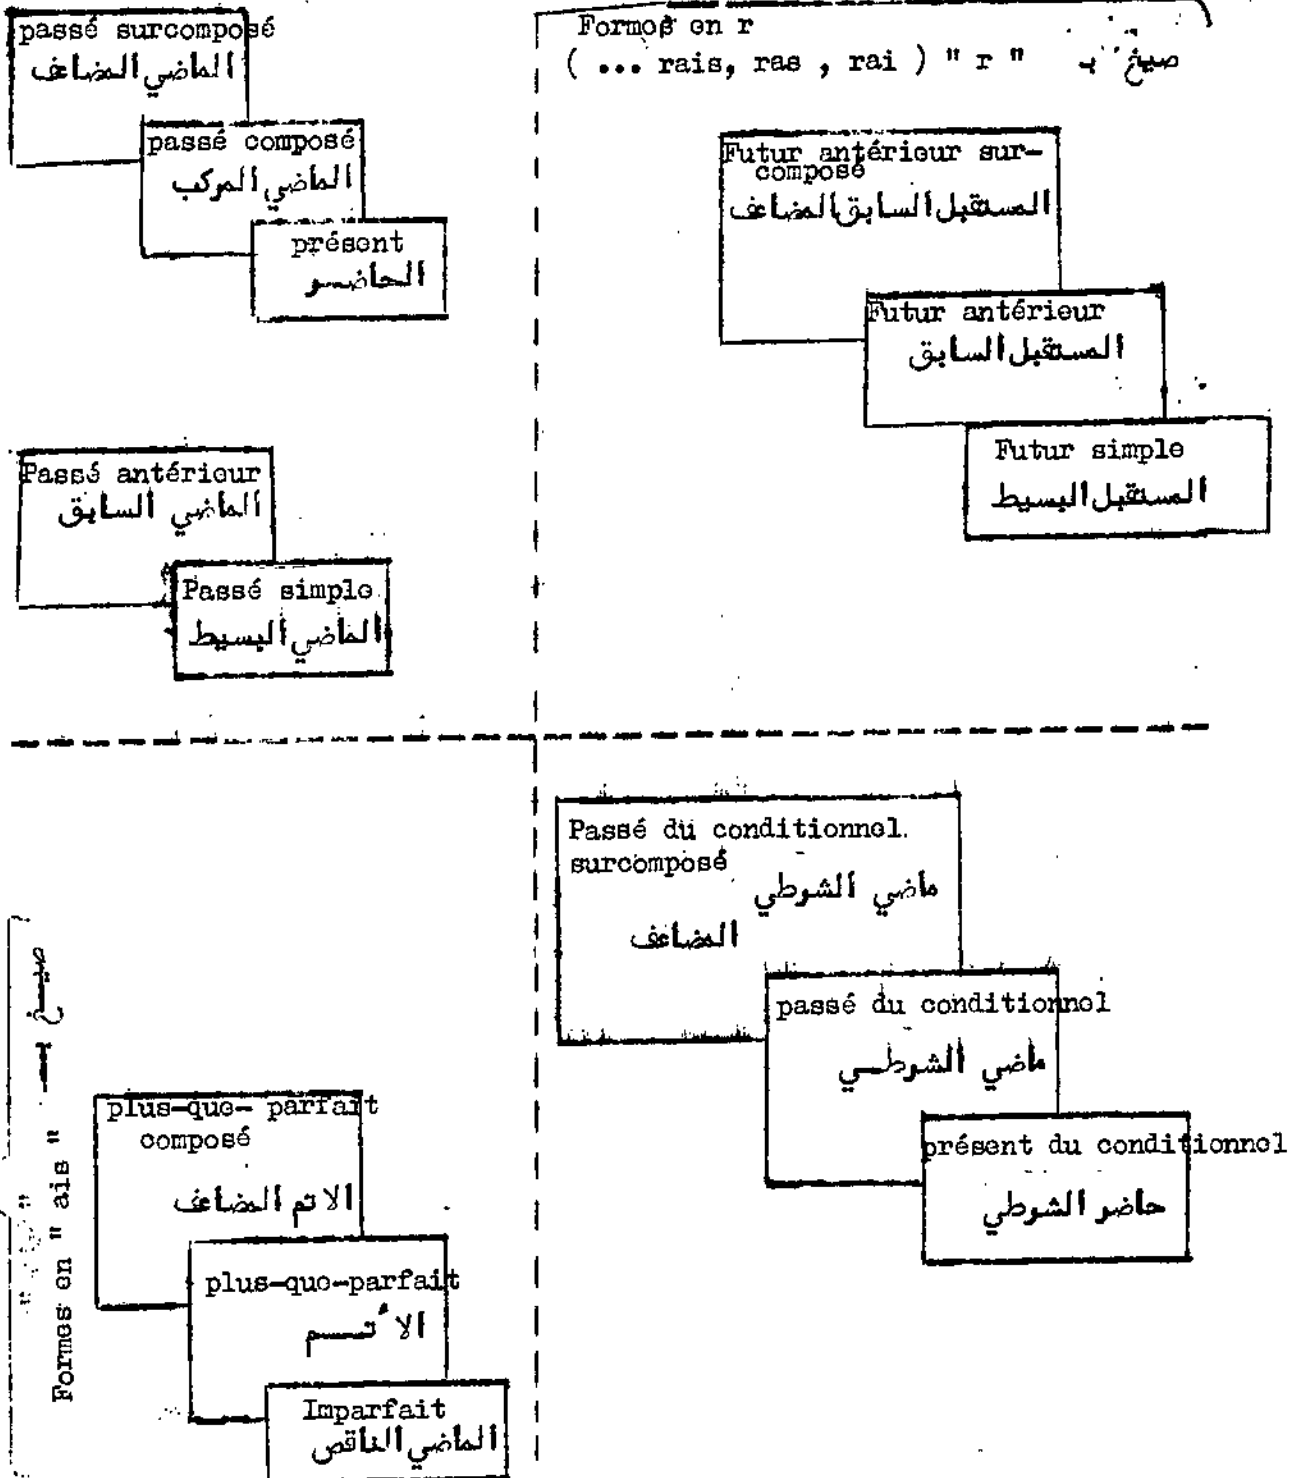 passé surcomposé
الماضي المضاعف
passé composé
الماضي المركب
présent
الحاضر
Passé antérieur
الماضي السابق
Passé simple
الماضي البسيط
Formes en r
( ... rais, ras , rai ) " r " صيغ ب
Futur antérieur sur-
composé
المستقبل السابق المضاعف
Futur antérieur
المستقبل السابق
Futur simple
المستقبل البسيط
صيغ بـ
Formes en " ais "
plus-que- parfait
composé
الاتم المضاعف
plus-que-parfait
الأتم
Imparfait
الماضي الناقص
Passé du conditionnel
surcomposé
ماضي الشرطي
المضاعف
passé du conditionnel
ماضي الشرطي
présent du conditionnel
حاضر الشرطي